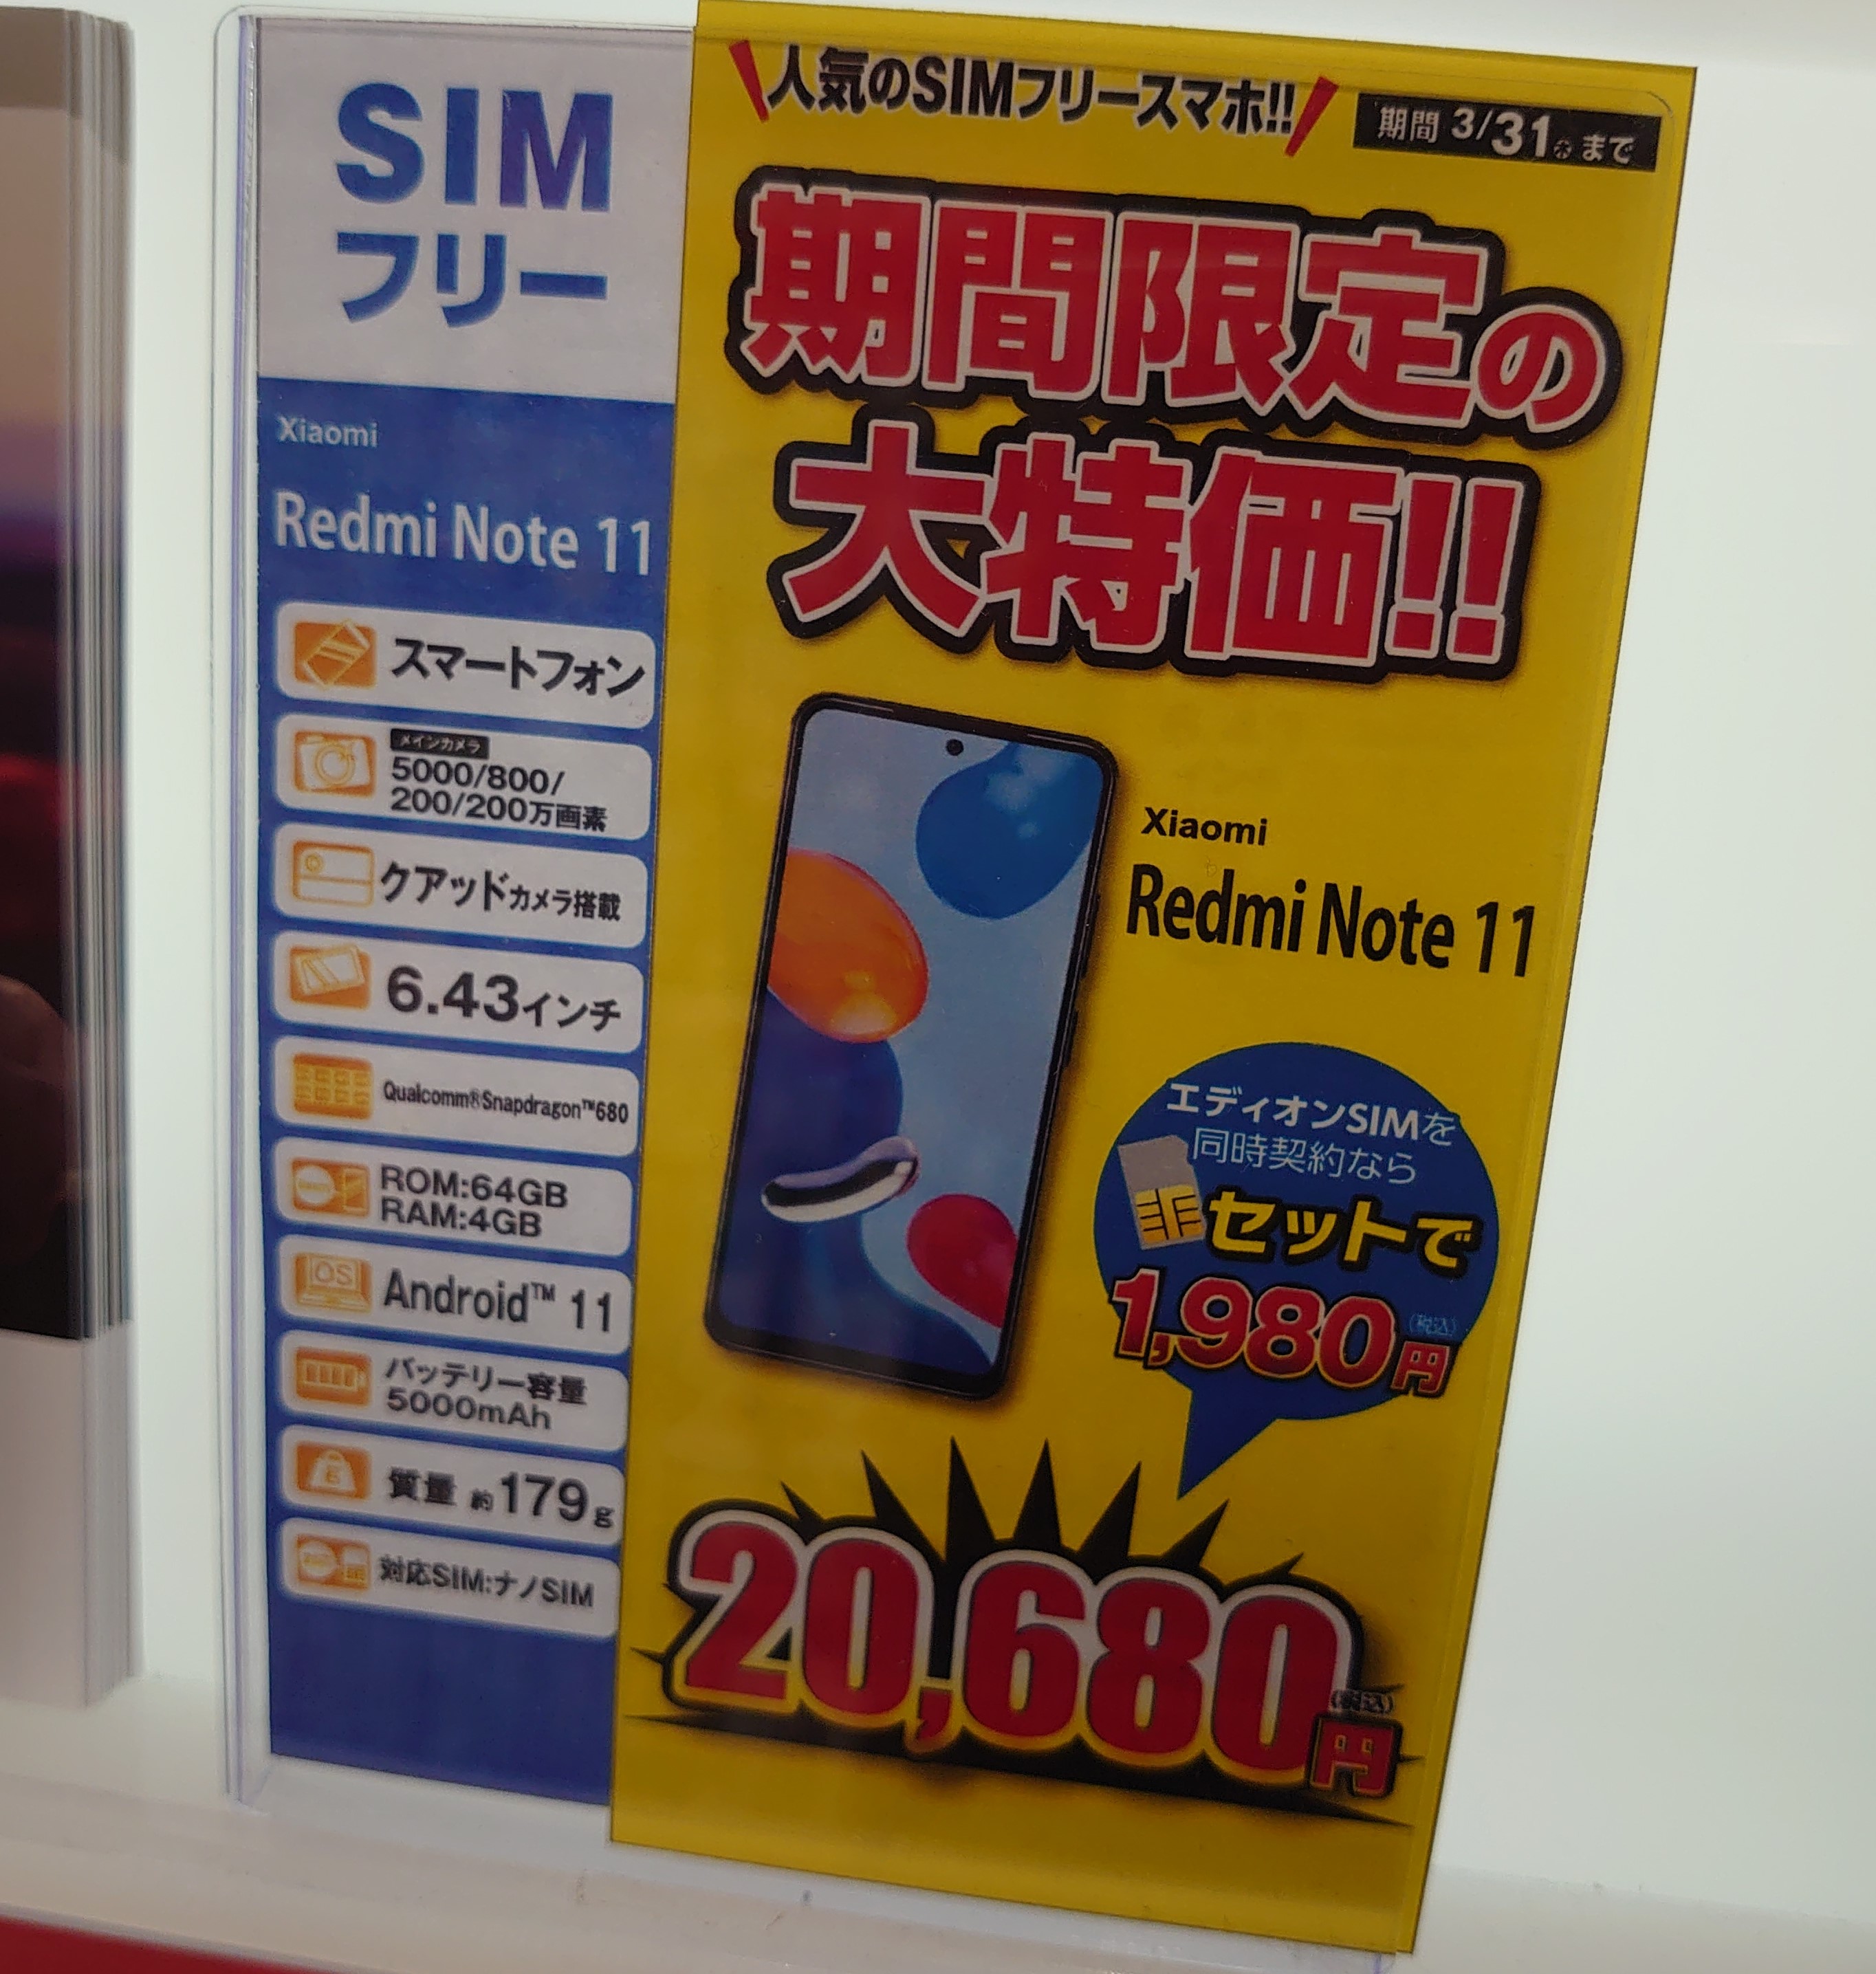 SIM
フリー
Xiaomi
Redmi Note 11
スマートフォン
メインカメラ
5000/800/
200/200万画素
クアッドカメラ搭載
6.43インチ
Qualcomm®Snapdragon™680
ROM:64GB
RAM:4GB
OS
Android™ 11
バッテリー容量
5000mAh
質量 約179g
対応SIM:ナノSIM
人気のSIMフリースマホ!!
期間 3/31㊍まで
期間限定の
大特価!!
Xiaomi
Redmi Note 11
エディオンSIMを
同時契約なら
セットで
1,980円(税込)
20,680円(税込)